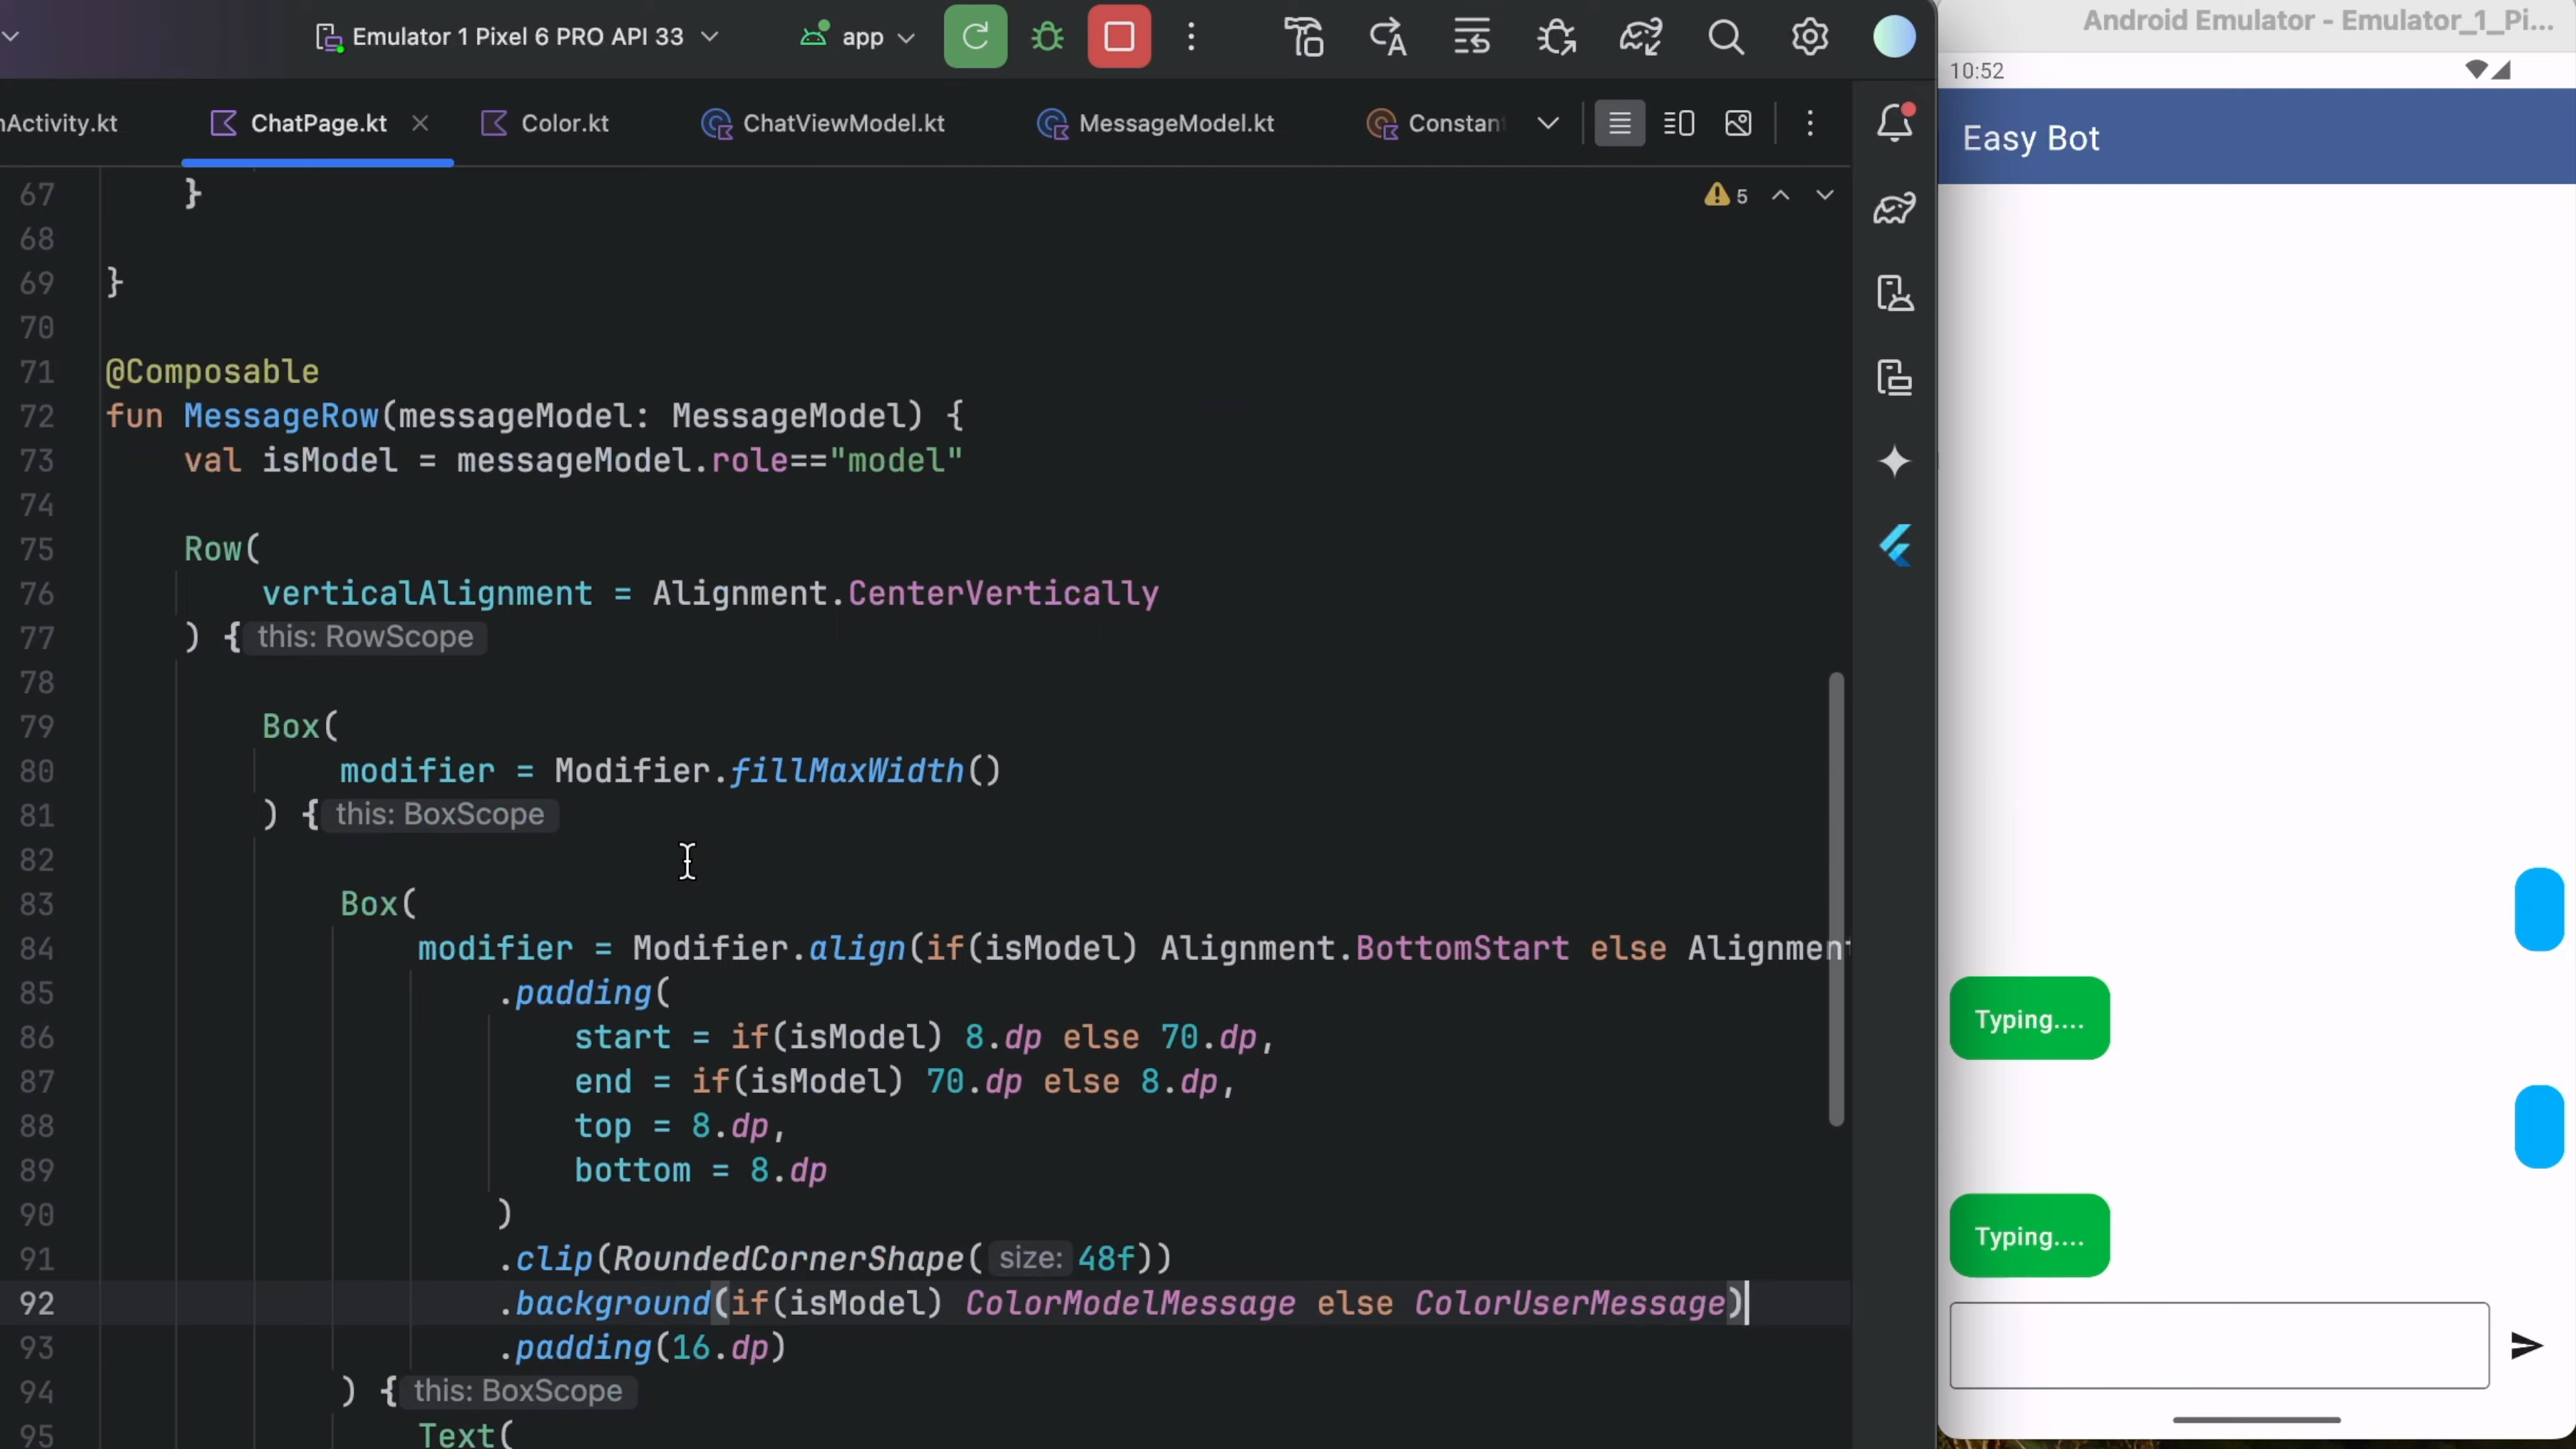 Emulator 1 Pixel 6 PRO API 33
app
Android Emulator - Emulator_1_Pi...
nActivity.kt
ChatPage.kt
Color.kt
ChatViewModel.kt
MessageModel.kt
Constan
10:52
Easy Bot
5
67 }
68
69 }
70
71 @Composable
72 fun MessageRow(messageModel: MessageModel) {
73 val isModel = messageModel.role=="model"
74
75 Row(
76 verticalAlignment = Alignment.CenterVertically
77 ) { this: RowScope
78
79 Box(
80 modifier = Modifier.fillMaxWidth()
81 ) { this: BoxScope
82
83 Box(
84 modifier = Modifier.align(if(isModel) Alignment.BottomStart else Alignment
85 .padding(
86 start = if(isModel) 8.dp else 70.dp,
87 end = if(isModel) 70.dp else 8.dp,
88 top = 8.dp,
89 bottom = 8.dp
90 )
91 .clip(RoundedCornerShape( size: 48f))
92 .background(if(isModel) ColorModelMessage else ColorUserMessage)
93 .padding(16.dp)
94 ) { this: BoxScope
95 Text(
Typing....
Typing....